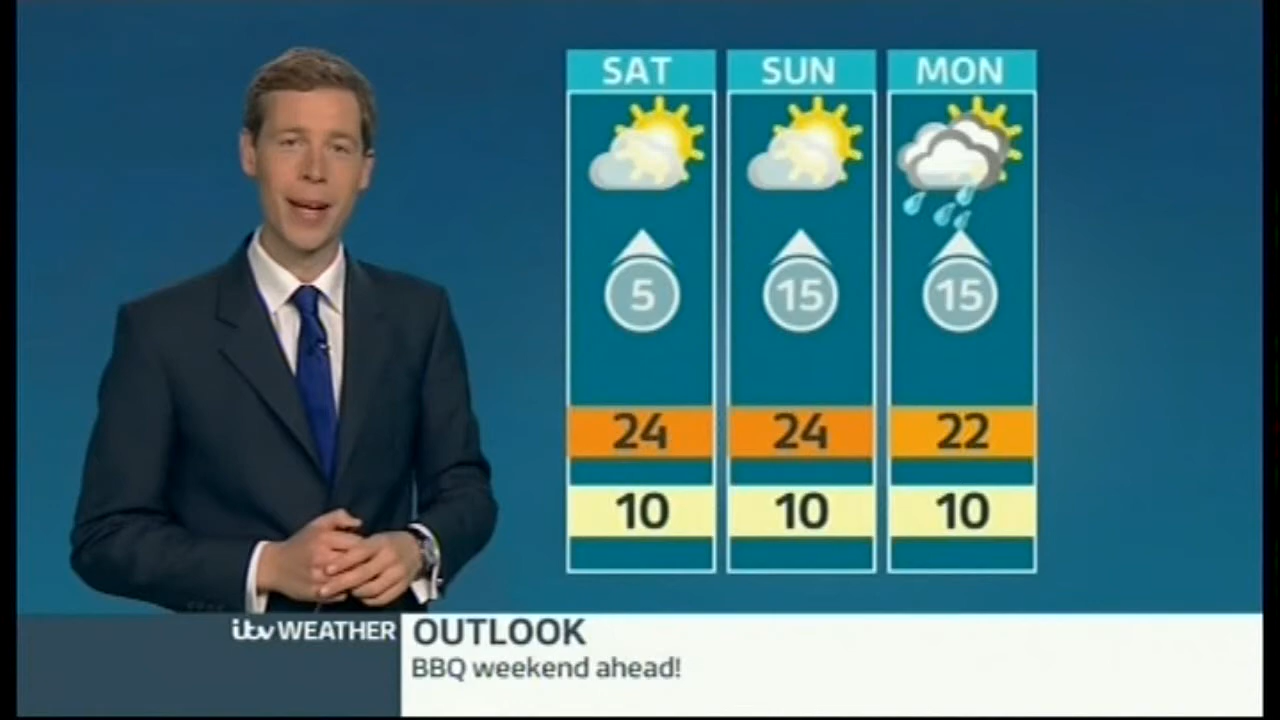 SAT SUN MON
5 15 15
24 24 22
10 10 10
itv WEATHER
OUTLOOK
BBQ weekend ahead!